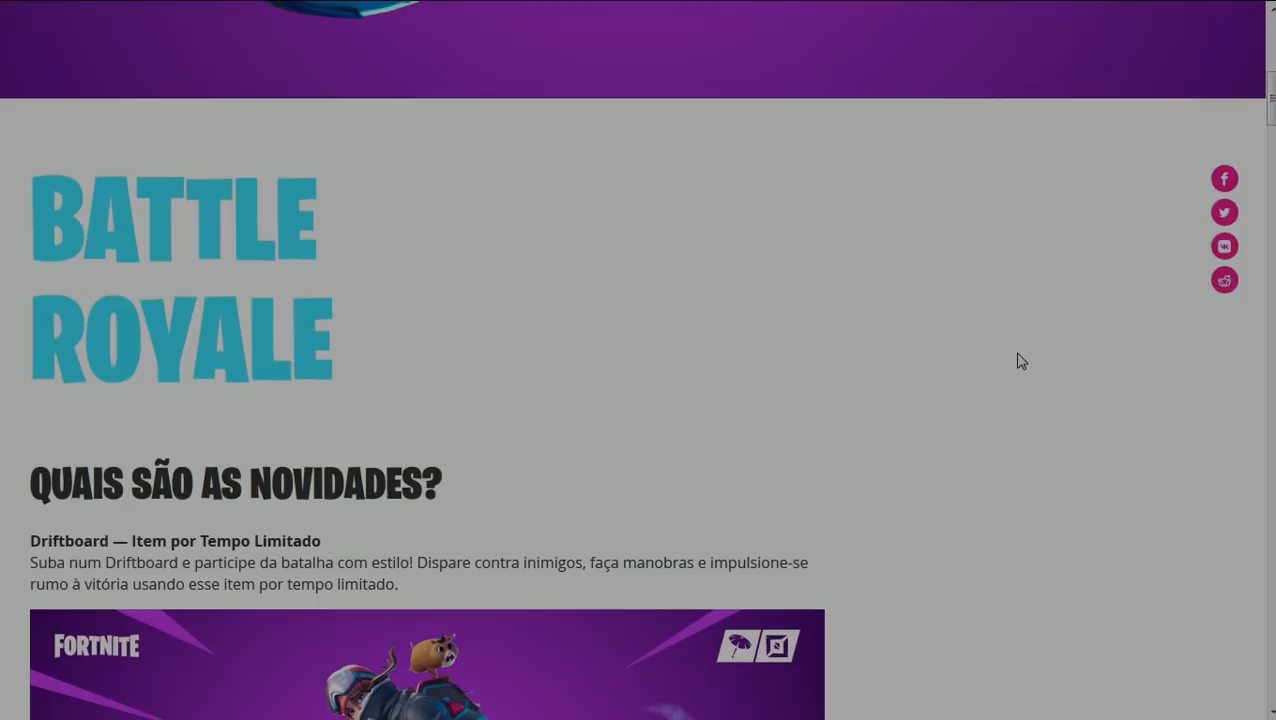 BATTLE
ROYALE
QUAIS SÃO AS NOVIDADES?
Driftboard — Item por Tempo Limitado
Suba num Driftboard e participe da batalha com estilo! Dispare contra inimigos, faça manobras e impulsione-se
rumo à vitória usando esse item por tempo limitado.
FORTNITE